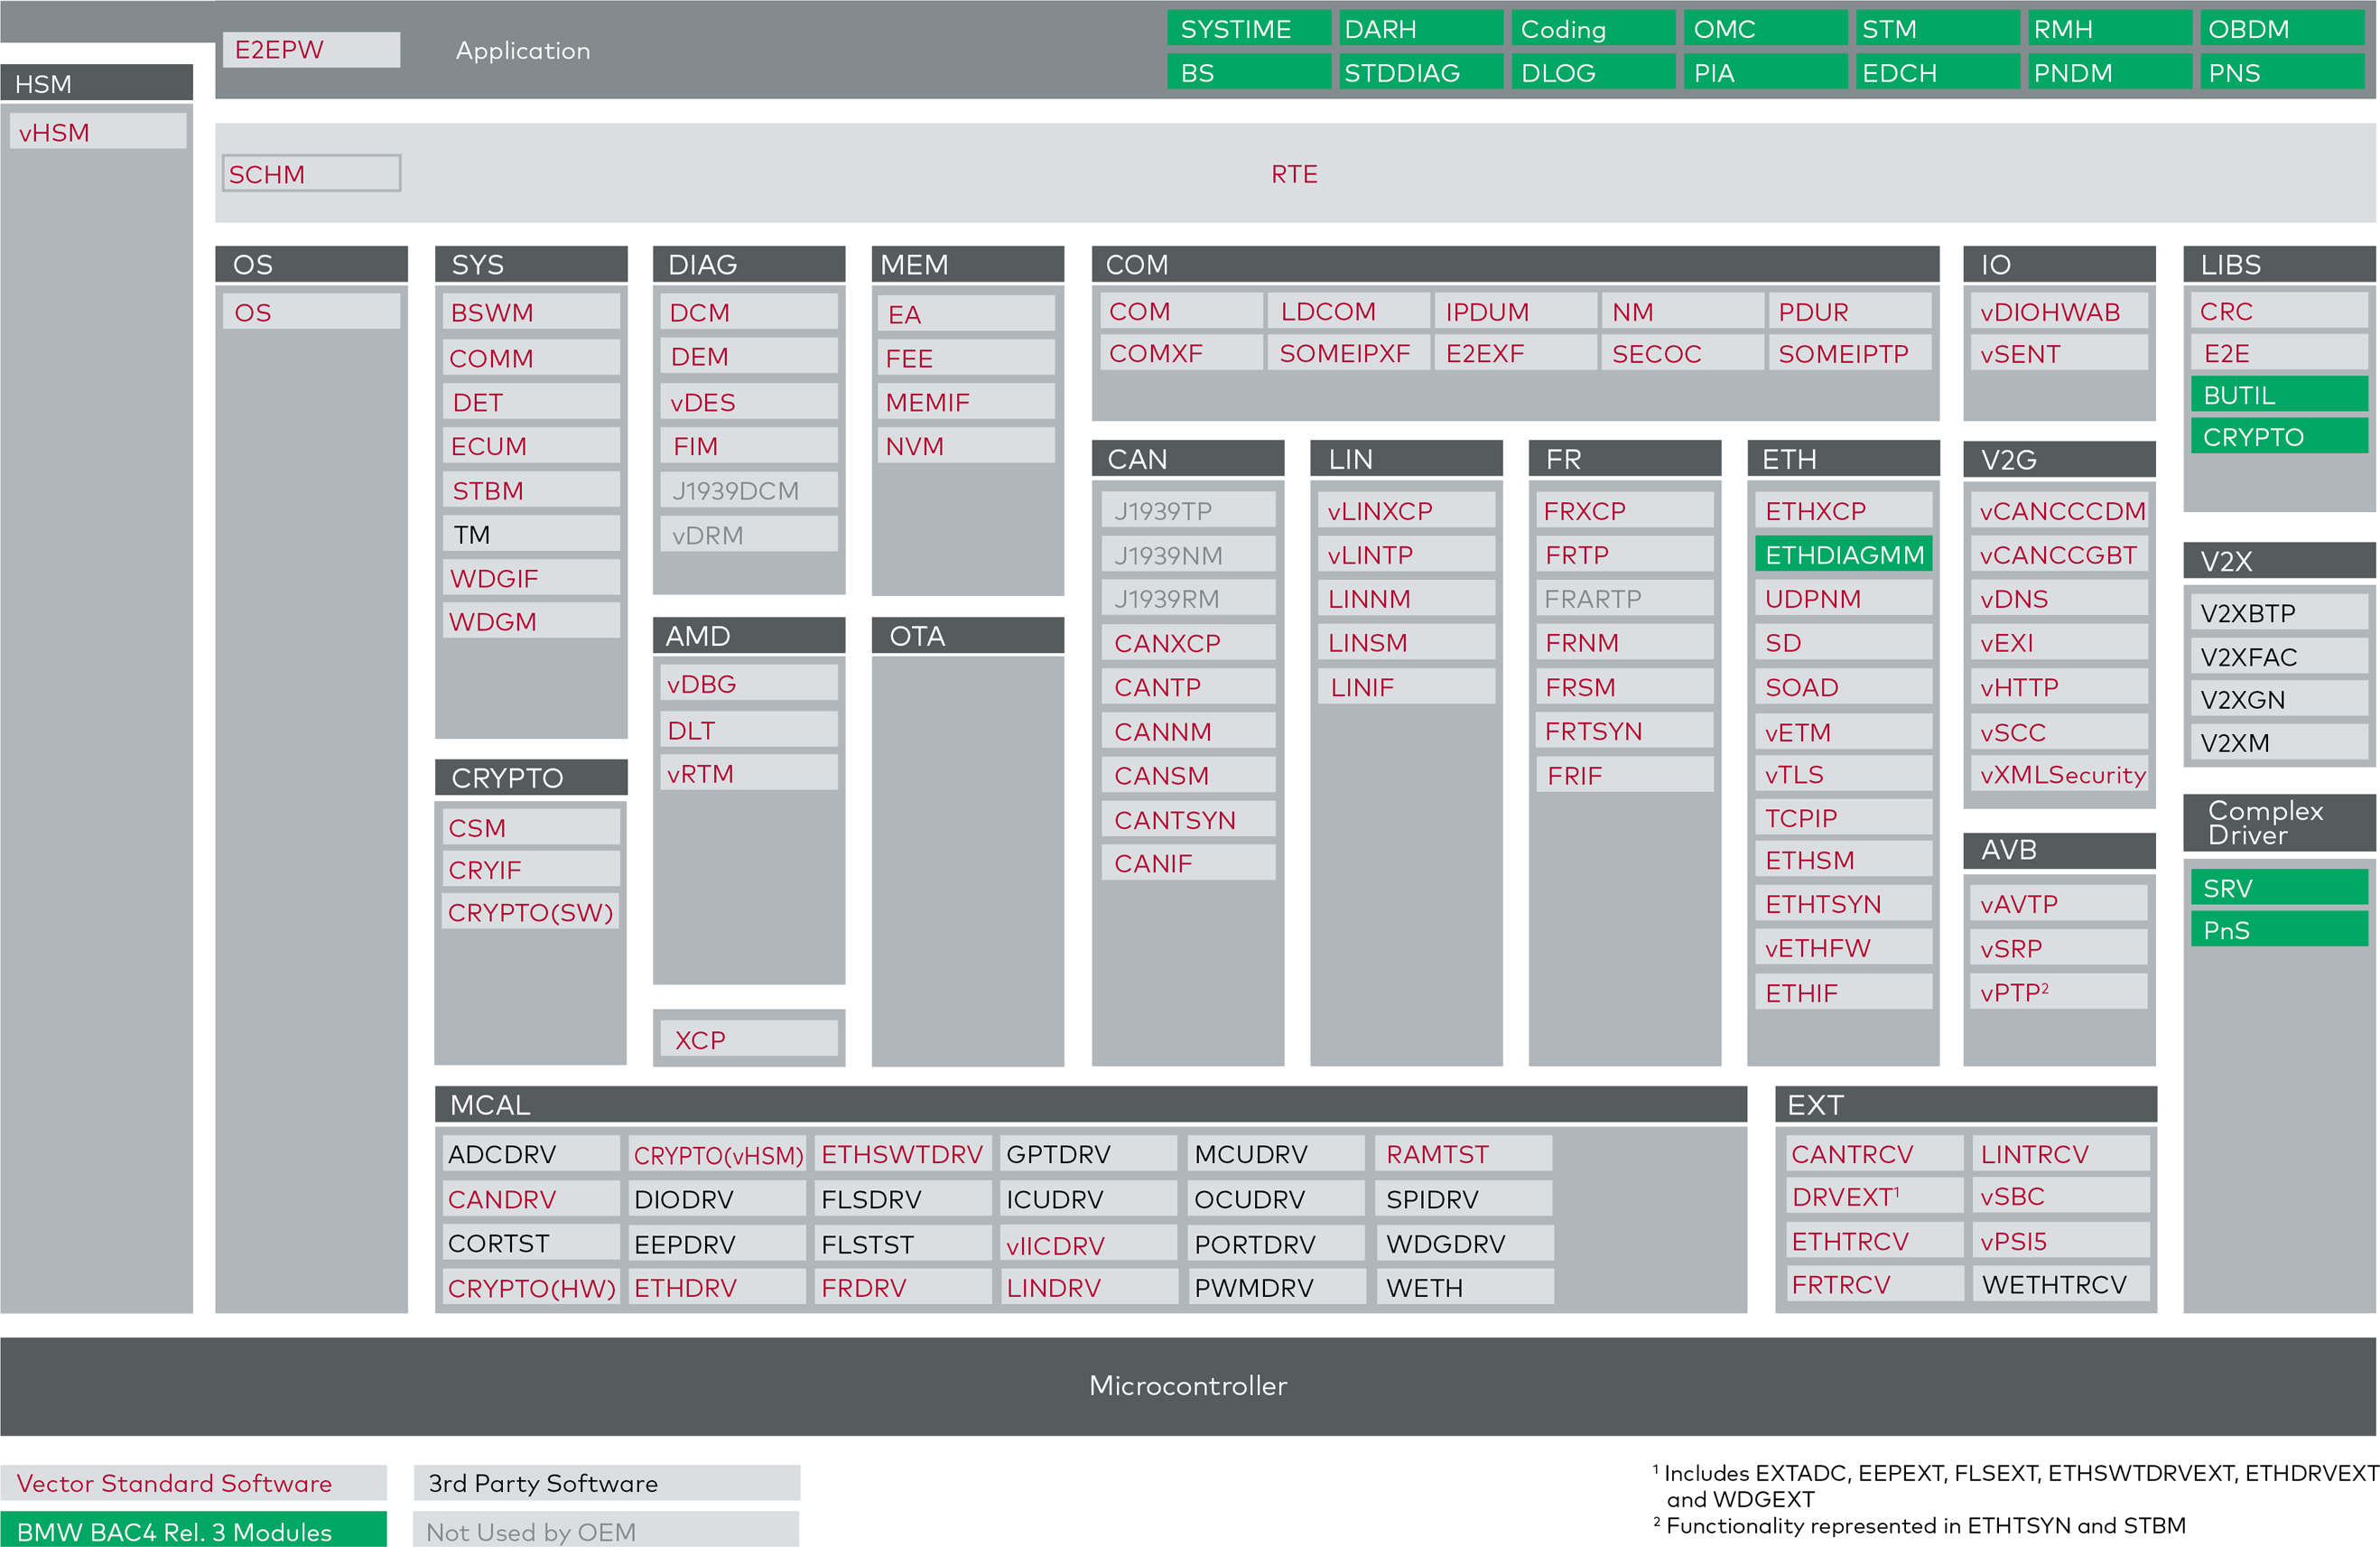 E2EPW
Application
SYSTIME
DARH
Coding
OMC
STM
RMH
OBDM
BS
STDDIAG
DLOG
PIA
EDCH
PNDM
PNS
HSM
vHSM
SCHM
RTE
OS
OS
SYS
BSWM
COMM
DET
ECUM
STBM
TM
WDGIF
WDGM
CRYPTO
CSM
CRYIF
CRYPTO(SW)
DIAG
DCM
DEM
vDES
FIM
J1939DCM
vDRM
AMD
vDBG
DLT
vRTM
XCP
MEM
EA
FEE
MEMIF
NVM
OTA
COM
COM
LDCOM
IPDUM
NM
PDUR
COMXF
SOMEIPXF
E2EXF
SECOC
SOMEIPTP
CAN
J1939TP
J1939NM
J1939RM
CANXCP
CANTP
CANNM
CANSM
CANTSYN
CANIF
LIN
vLINXCP
vLINTP
LINNM
LINSM
LINIF
FR
FRXCP
FRTP
FRARTP
FRNM
FRSM
FRTSYN
FRIF
ETH
ETHXCP
ETHDIAGMM
UDPNM
SD
SOAD
vETM
vTLS
TCPIP
ETHSM
ETHTSYN
vETHFW
ETHIF
IO
vDIOHWAB
vSENT
V2G
vCANCCCDM
vCANCCGBT
vDNS
vEXI
vHTTP
vSCC
vXMLSecurity
AVB
vAVTP
vSRP
vPTP²
LIBS
CRC
E2E
BUTIL
CRYPTO
V2X
V2XBTP
V2XFAC
V2XGN
V2XM
Complex
Driver
SRV
PnS
MCAL
ADCDRV
CRYPTO(vHSM)
ETHSWTDRV
GPTDRV
MCUDRV
RAMTST
CANDRV
DIODRV
FLSDRV
ICUDRV
OCUDRV
SPIDRV
CORTST
EEPDRV
FLSTST
vIICDRV
PORTDRV
WDGDRV
CRYPTO(HW)
ETHDRV
FRDRV
LINDRV
PWMDRV
WETH
EXT
CANTRCV
LINTRCV
DRVEXT¹
vSBC
ETHTRCV
vPSI5
FRTRCV
WETHTRCV
Microcontroller
Vector Standard Software
3rd Party Software
BMW BAC4 Rel. 3 Modules
Not Used by OEM
¹ Includes EXTADC, EEPEXT, FLSEXT, ETHSWTDRVEXT, ETHDRVEXT
and WDGEXT
² Functionality represented in ETHTSYN and STBM